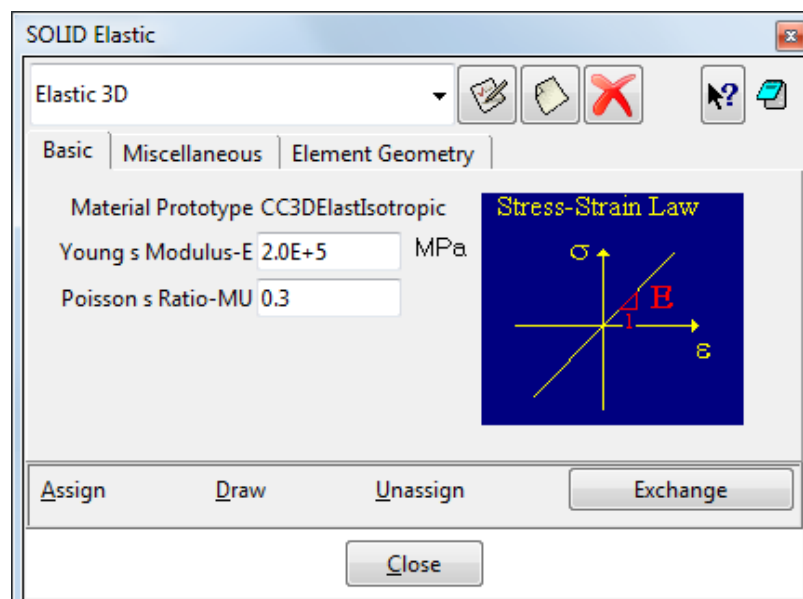 SOLID Elastic
Elastic 3D
Basic Miscellaneous Element Geometry
Material Prototype CC3DElastIsotropic
Young s Modulus-E 2.0E+5 MPa
Poisson s Ratio-MU 0.3
Stress-Strain Law
σ
E
1
ε
Assign Draw Unassign Exchange
Close